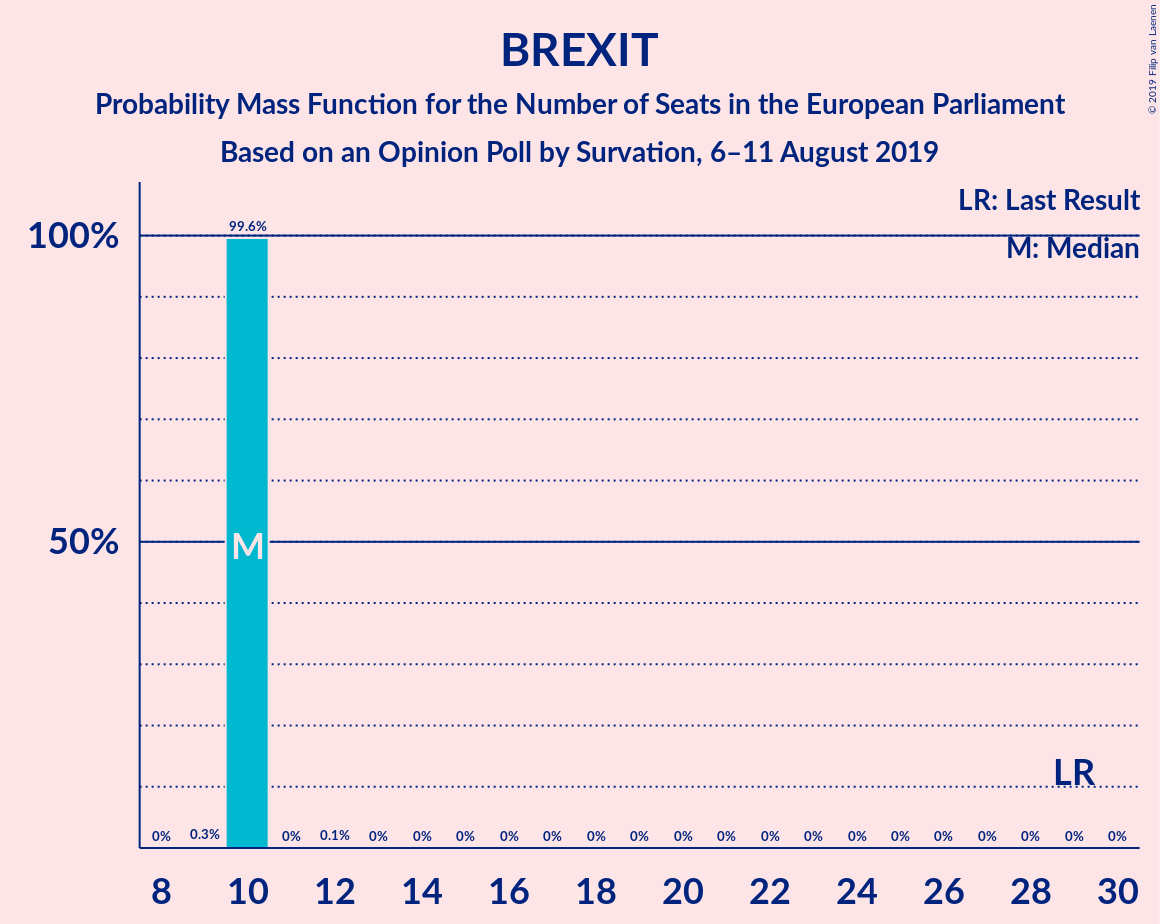 BREXIT
Probability Mass Function for the Number of Seats in the European Parliament
Based on an Opinion Poll by Survation, 6–11 August 2019
© 2019 Filip van Laenen
LR: Last Result
M: Median
100%
50%
99.6%
M
LR
0% 0.3% 0% 0.1% 0% 0% 0% 0% 0% 0% 0% 0% 0% 0% 0% 0% 0% 0% 0% 0% 0% 0%
8 10 12 14 16 18 20 22 24 26 28 30